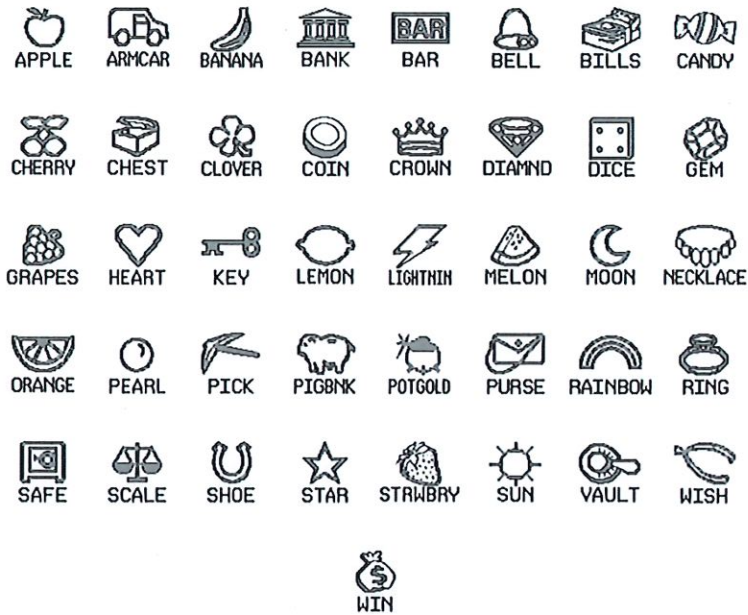 APPLE ARMCAR BANANA BANK BAR BAR BELL BILLS CANDY
CHERRY CHEST CLOVER COIN CROWN DIAMND DICE GEM
GRAPES HEART KEY LEMON LIGHTNIN MELON MOON NECKLACE
ORANGE PEARL PICK PIGBNK POTGOLD PURSE RAINBOW RING
SAFE SCALE SHOE STAR STRWBRY SUN VAULT WISH
$
WIN